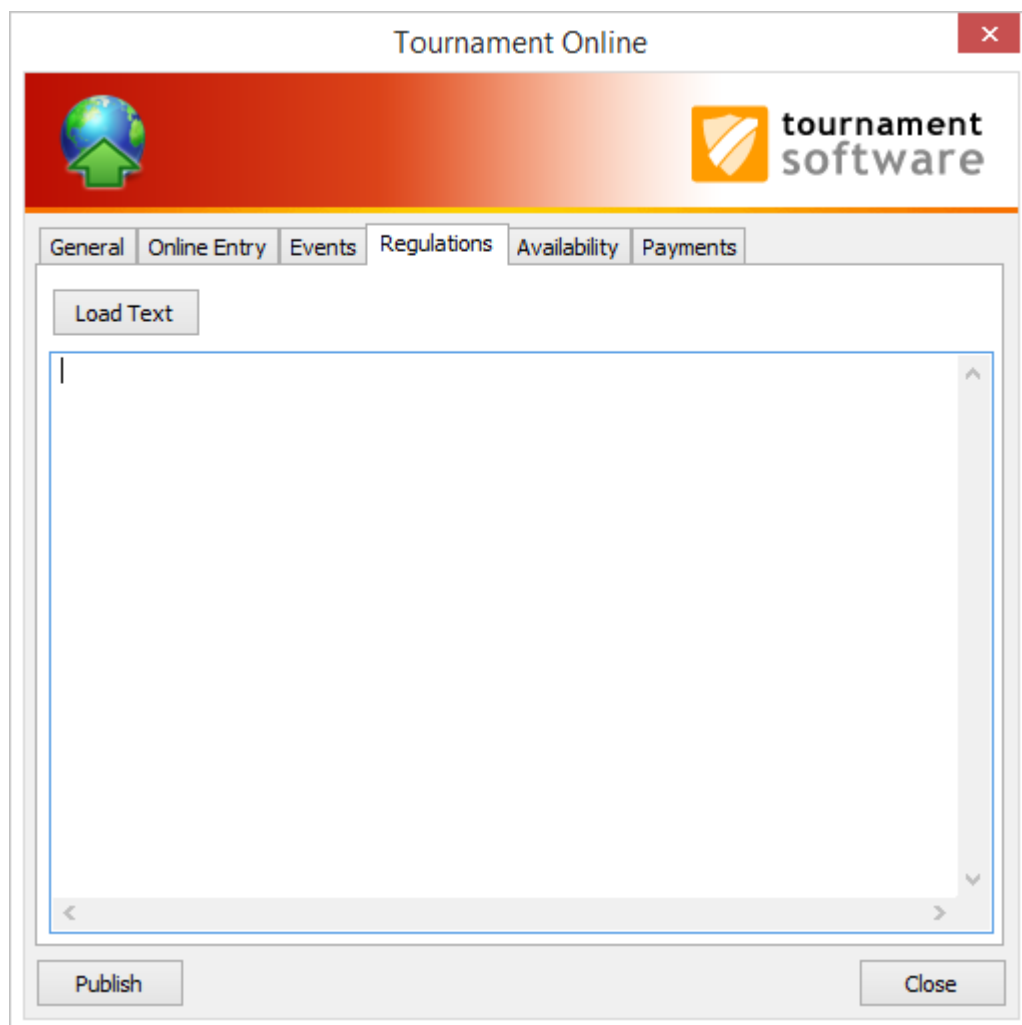 Tournament Online
tournament
software
General Online Entry Events Regulations Availability Payments
Load Text
Publish Close